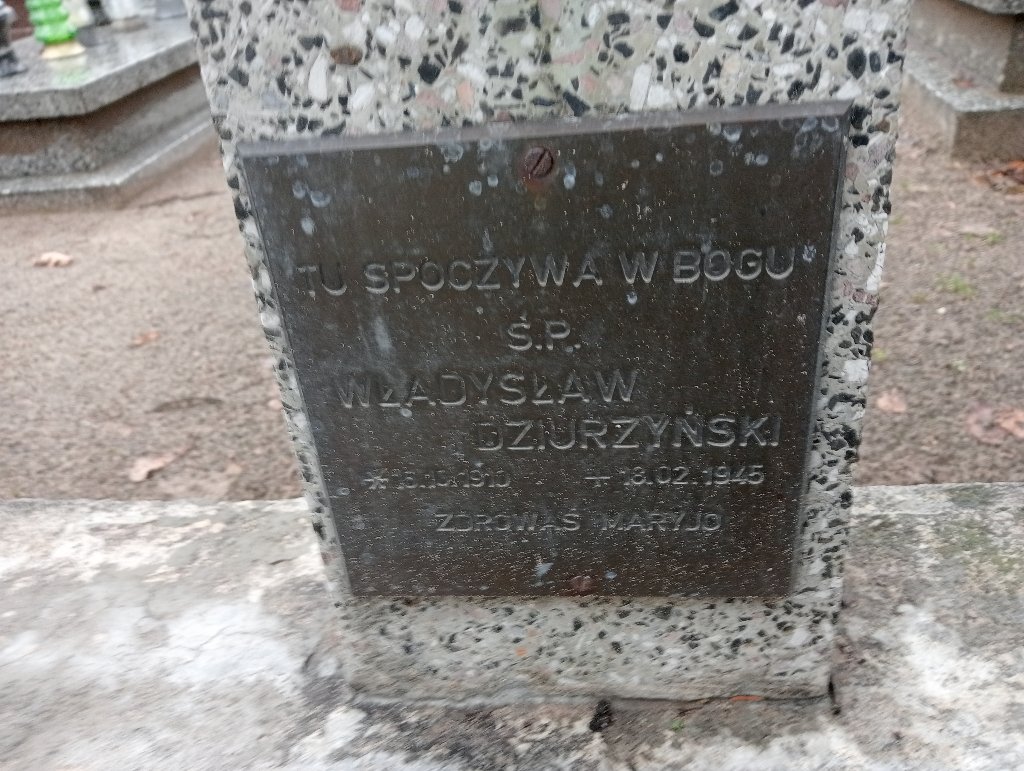 TU SPOCZYWA W BOGU
Ś.P.
WŁADYSŁAW
DZIURZYŃSKI
+ 18.02.1945
ZDROWAŚ MARYJO